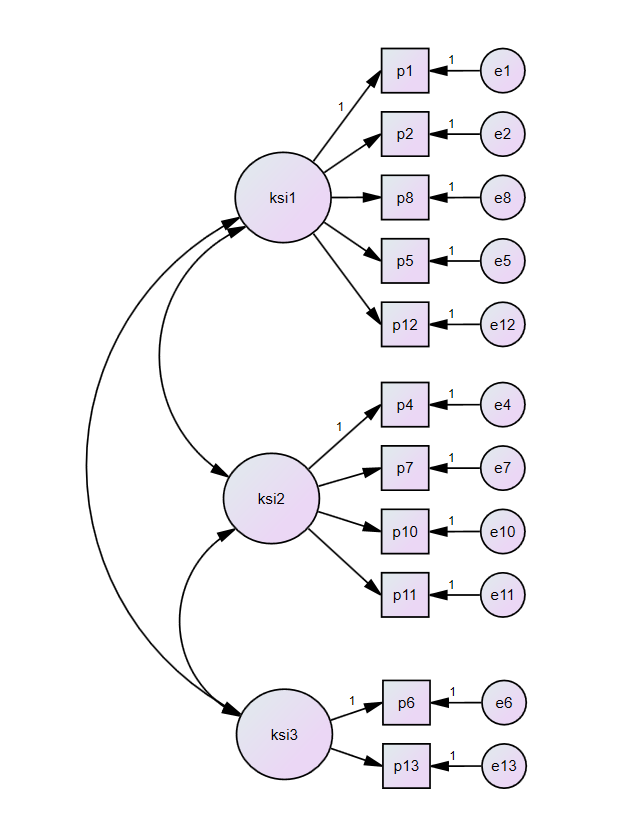 p1 1 e1
1
p2 1 e2
ksi1 p8 1 e8
p5 1 e5
p12 1 e12
p4 1 e4
1
p7 1 e7
ksi2
p10 1 e10
p11 1 e11
1 p6 1 e6
ksi3
p13 1 e13